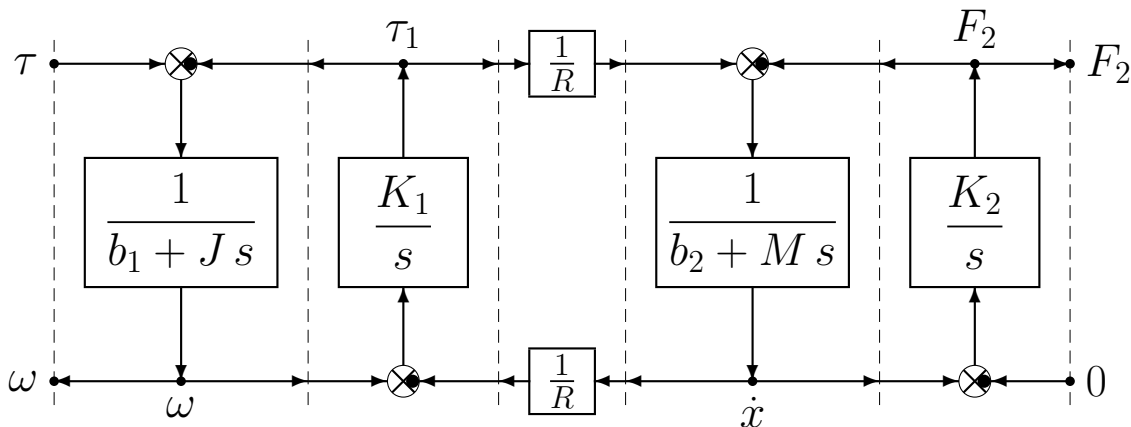 τ τ₁ 1/R F₂ F₂
1/(b₁ + J s) K₁/s 1/(b₂ + M s) K₂/s
ω ω 1/R ẋ 0